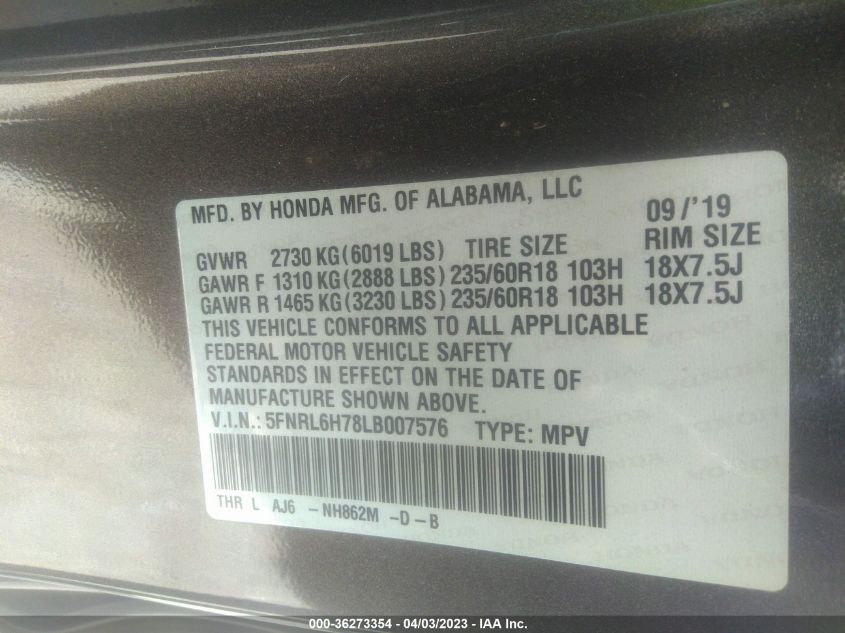 MFD. BY HONDA MFG. OF ALABAMA, LLC 09/'19
GVWR 2730 KG (6019 LBS) TIRE SIZE RIM SIZE
GAWR F 1310 KG (2888 LBS) 235/60R18 103H 18X7.5J
GAWR R 1465 KG (3230 LBS) 235/60R18 103H 18X7.5J
THIS VEHICLE CONFORMS TO ALL APPLICABLE
FEDERAL MOTOR VEHICLE SAFETY
STANDARDS IN EFFECT ON THE DATE OF
MANUFACTURE SHOWN ABOVE.
V.I.N.: 5FNRL6H78LB007576 TYPE: MPV
THR L AJ6 - NH862M - D - B
000-36273354 - 04/03/2023 - IAA Inc.